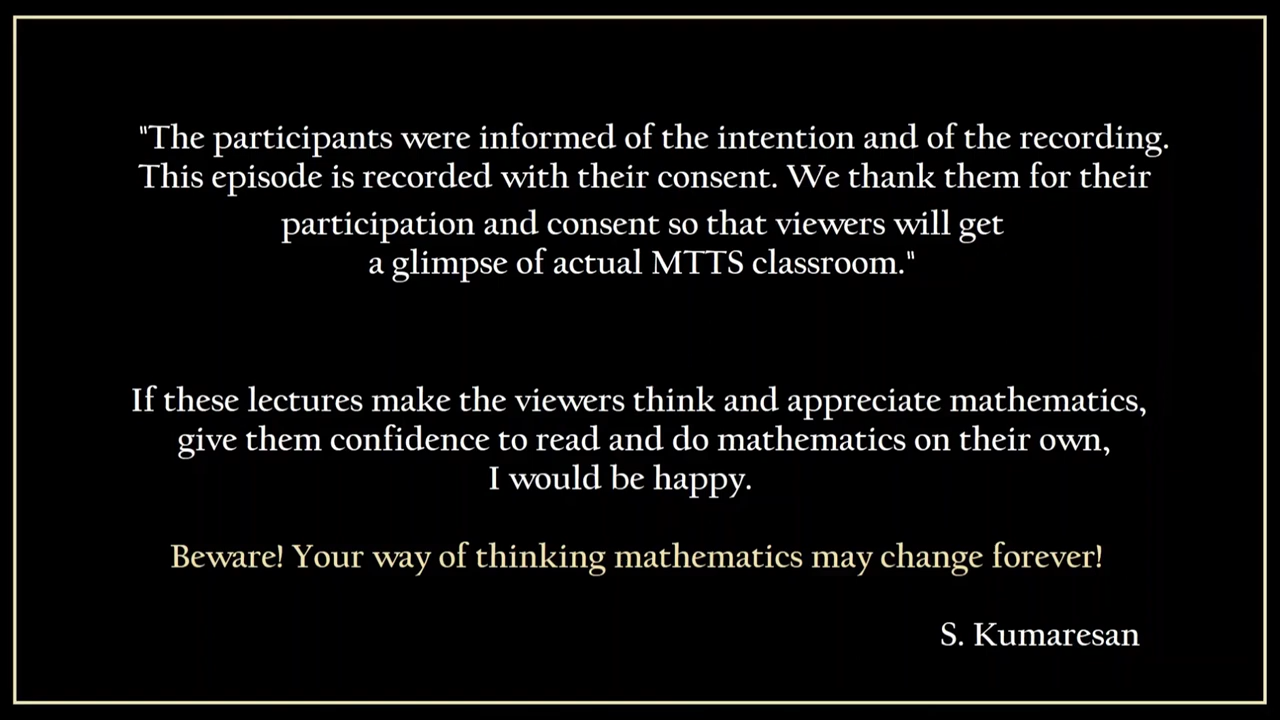 "The participants were informed of the intention and of the recording.
This episode is recorded with their consent. We thank them for their
participation and consent so that viewers will get
a glimpse of actual MTTS classroom."
If these lectures make the viewers think and appreciate mathematics,
give them confidence to read and do mathematics on their own,
I would be happy.
Beware! Your way of thinking mathematics may change forever!
S. Kumaresan